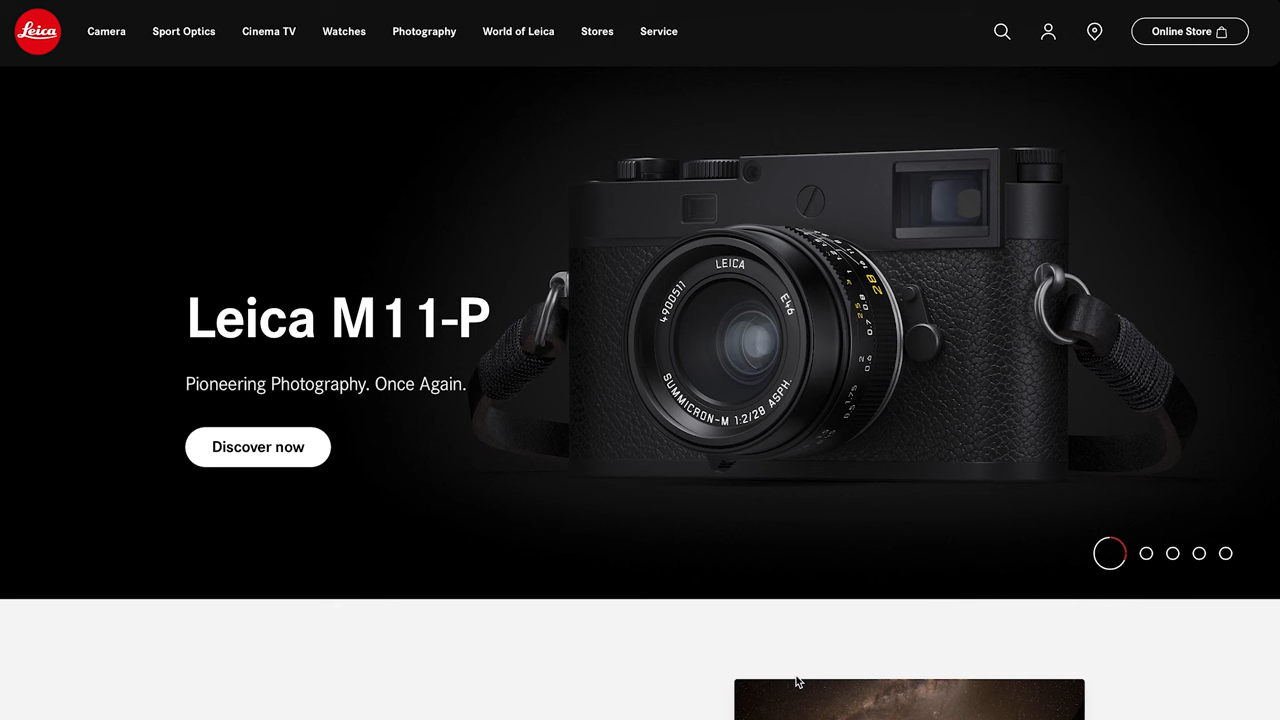 Leica
Camera
Sport Optics
Cinema TV
Watches
Photography
World of Leica
Stores
Service
Online Store
Leica M11-P
Pioneering Photography. Once Again.
Discover now
LEICA
E46
4900511
SUMMICRON-M 1:2/28 ASPH.
28